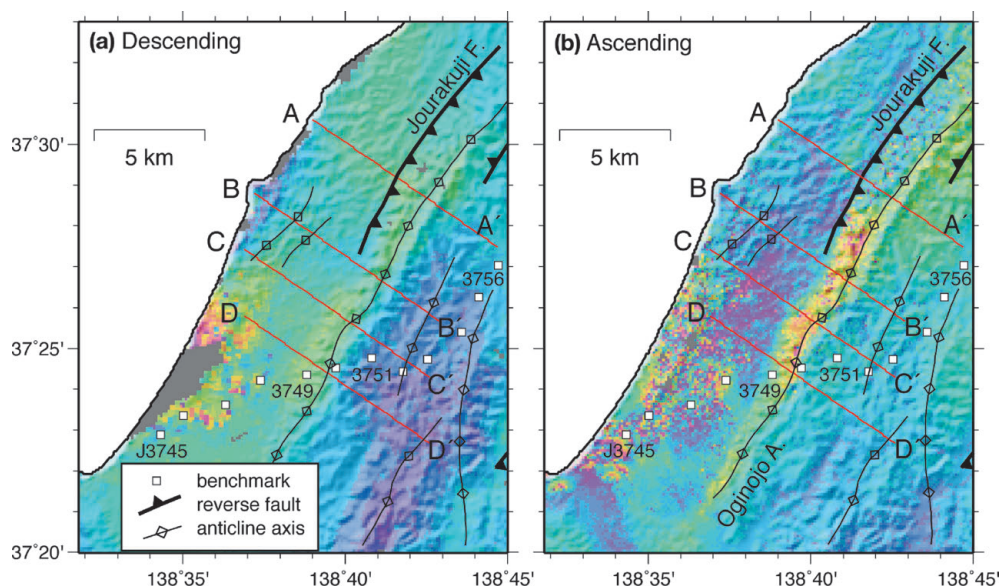 (a) Descending
Jourakuji F.
A
5 km
B
A´
C
3756
D
B´
3751
3749
C´
D´
J3745
benchmark
reverse fault
anticline axis
37˚30'
37˚25'
37˚20'
138˚35'
138˚40'
138˚45'
(b) Ascending
Jourakuji F.
A
5 km
B
A´
C
3756
D
B´
3751
3749
C´
D´
J3745
Oginojo A.
138˚35'
138˚40'
138˚45'